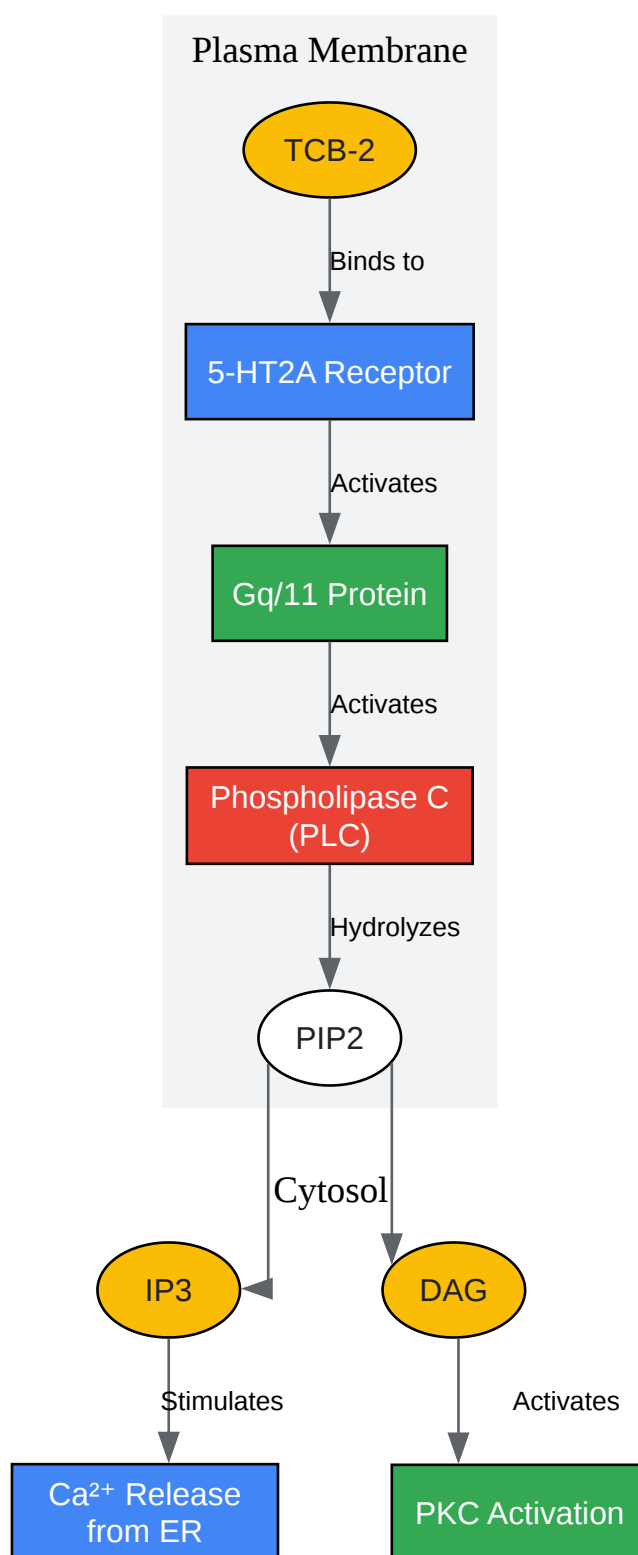 Plasma Membrane
TCB-2
Binds to
5-HT2A Receptor
Activates
Gq/11 Protein
Activates
Phospholipase C
(PLC)
Hydrolyzes
PIP2
Cytosol
IP3
DAG
Stimulates
Activates
Ca²⁺ Release
from ER
PKC Activation